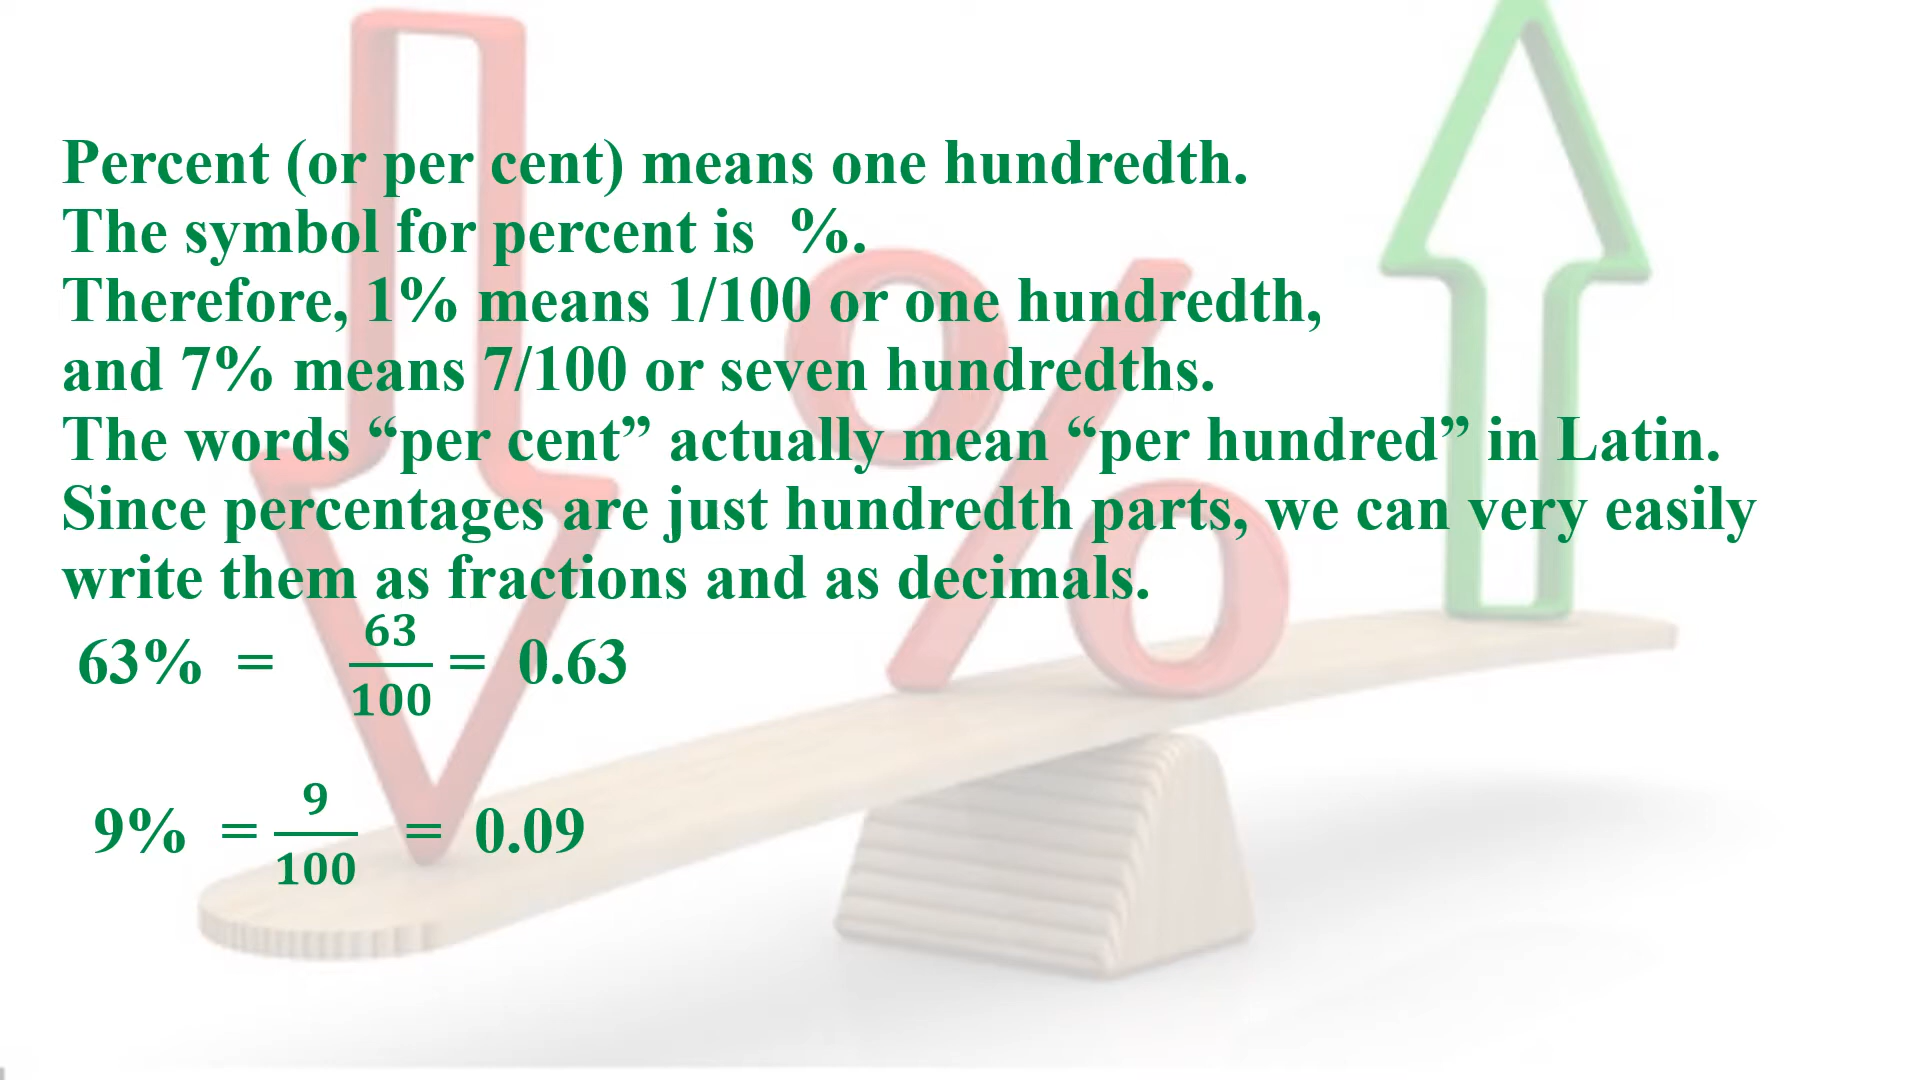 Percent (or per cent) means one hundredth.
The symbol for percent is %.
Therefore, 1% means 1/100 or one hundredth,
and 7% means 7/100 or seven hundredths.
The words “per cent” actually mean “per hundred” in Latin.
Since percentages are just hundredth parts, we can very easily
write them as fractions and as decimals.
63% = 63/100 = 0.63
9% = 9/100 = 0.09